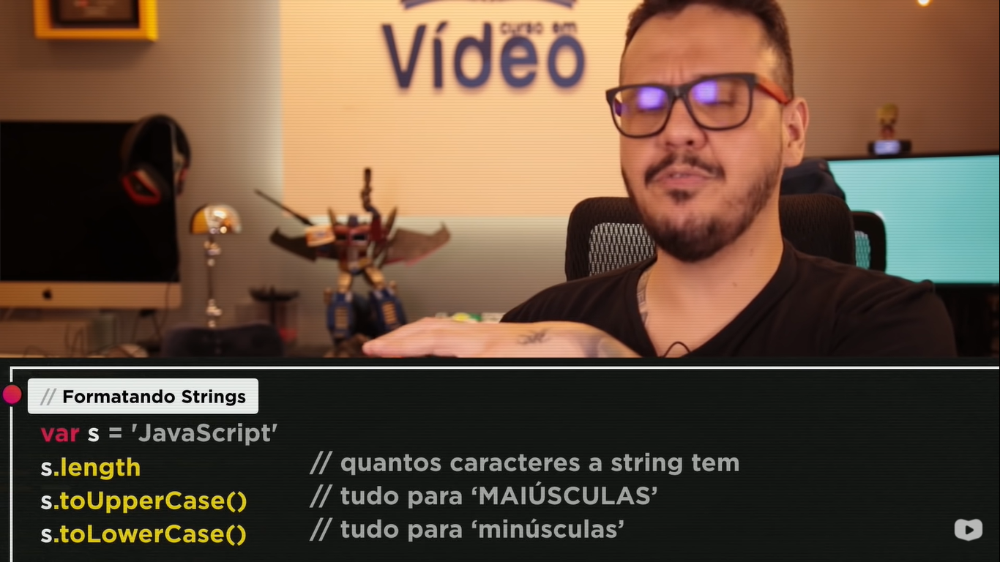 curso em
Vídeo
// Formatando Strings
var s = 'JavaScript'
s.length // quantos caracteres a string tem
s.toUpperCase() // tudo para ‘MAIÚSCULAS’
s.toLowerCase() // tudo para ‘minúsculas’